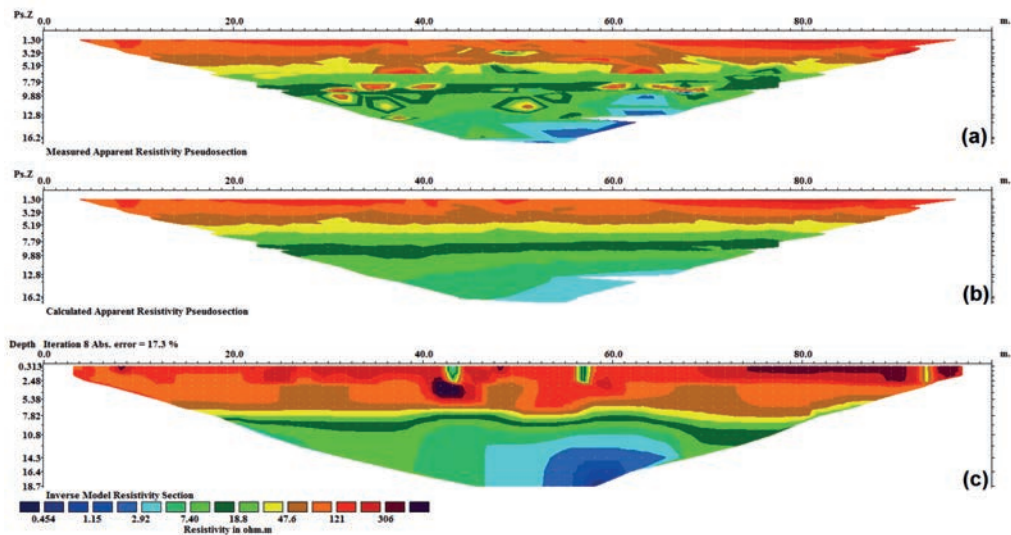 Ps.Z 0.0 20.0 40.0 60.0 80.0 m.
1.30
3.29
5.19
7.79
9.88
12.8
16.2
(a)
Measured Apparent Resistivity Pseudosection
Ps.Z 0.0 20.0 40.0 60.0 80.0 m.
1.30
3.29
5.19
7.79
9.88
12.8
16.2
(b)
Calculated Apparent Resistivity Pseudosection
Depth Iteration 8 Abs. error = 17.3 %
0.0 20.0 40.0 60.0 80.0 m.
0.313
2.48
5.38
7.82
10.8
14.3
16.4
18.7
(c)
Inverse Model Resistivity Section
0.454 1.15 2.92 7.40 18.8 47.6 121 306
Resistivity in ohm.m